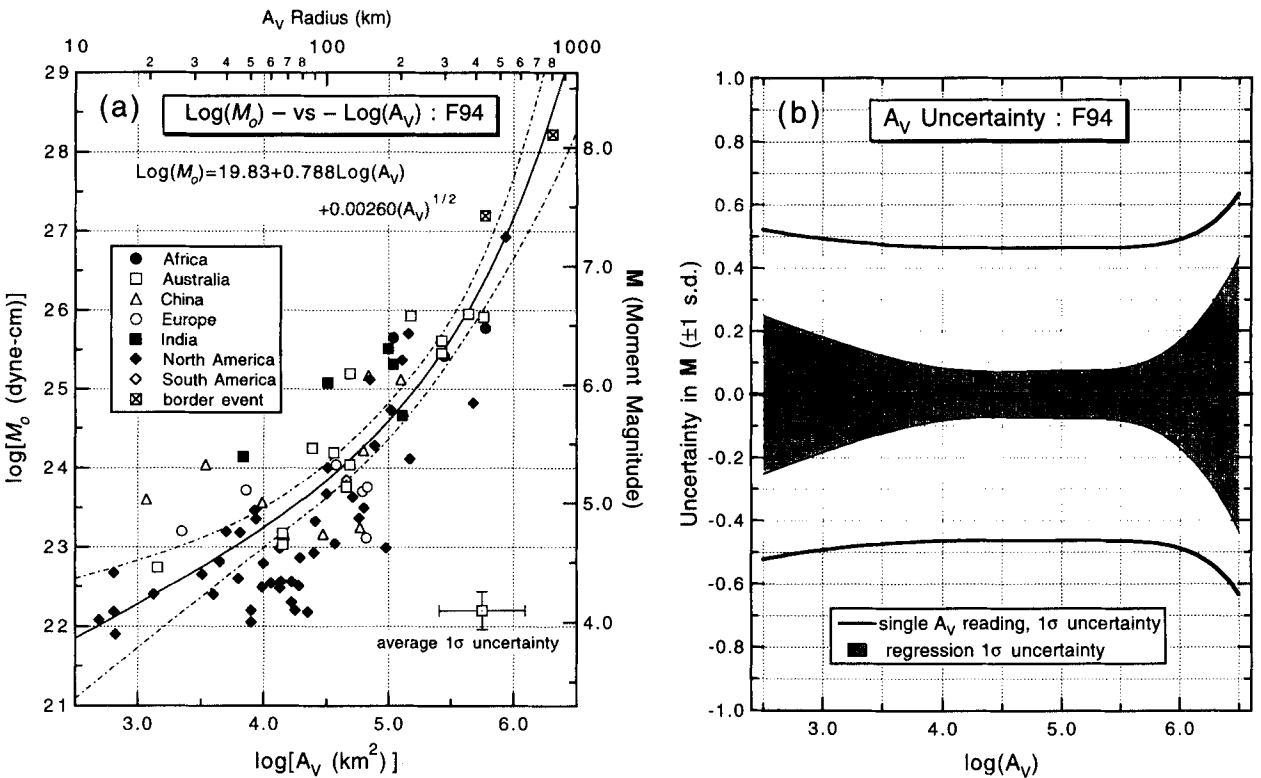 A_V Radius (km)
10 100 1000
2 3 4 5 6 7 8 2 3 4 5 6 7 8
(a)
Log(M_o) – vs – Log(A_V) : F94
Log(M_o)=19.83+0.788Log(A_V)
+0.00260(A_V)^1/2
Africa
Australia
China
Europe
India
North America
South America
border event
average 1σ uncertainty
log[M_o (dyne-cm)]
29
28
27
26
25
24
23
22
21
M (Moment Magnitude)
8.0
7.0
6.0
5.0
4.0
3.0 4.0 5.0 6.0
log[A_V (km²)]
(b)
A_V Uncertainty : F94
Uncertainty in M (±1 s.d.)
1.0
0.8
0.6
0.4
0.2
0.0
-0.2
-0.4
-0.6
-0.8
-1.0
single A_V reading, 1σ uncertainty
regression 1σ uncertainty
3.0 4.0 5.0 6.0
log(A_V)